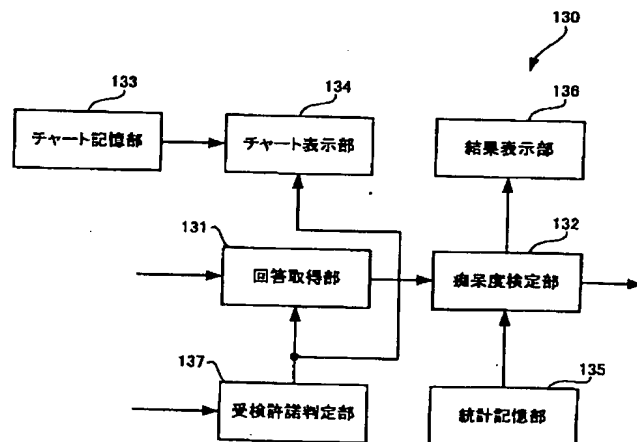 130
133
134
136
チャート記憶部
チャート表示部
結果表示部
131
132
回答取得部
痴呆度検定部
137
135
受検許諾判定部
統計記憶部